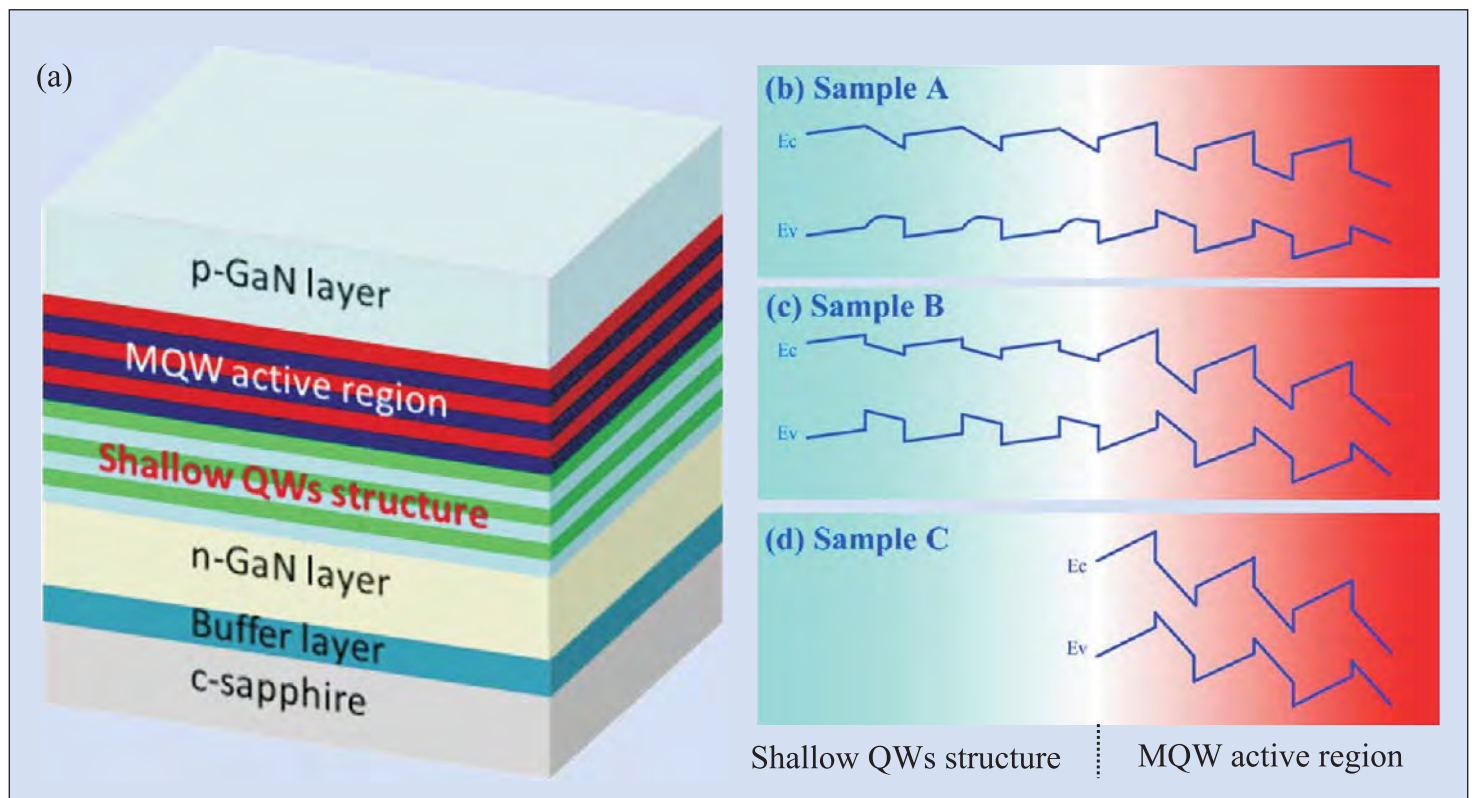 (a)
p-GaN layer
MQW active region
Shallow QWs structure
n-GaN layer
Buffer layer
c-sapphire
(b) Sample A
Ec
Ev
(c) Sample B
Ec
Ev
(d) Sample C
Ec
Ev
Shallow QWs structure
MQW active region